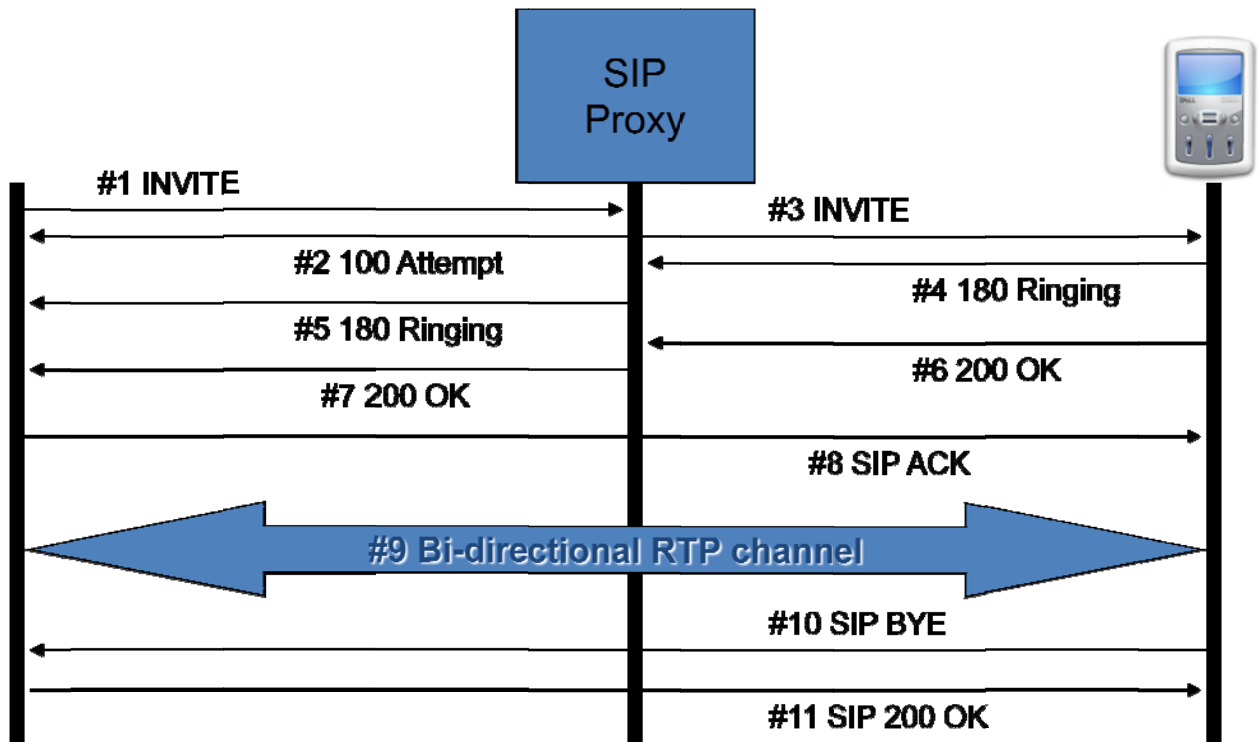 SIP
Proxy
DELL
#1 INVITE
#3 INVITE
#2 100 Attempt
#4 180 Ringing
#5 180 Ringing
#6 200 OK
#7 200 OK
#8 SIP ACK
#9 Bi-directional RTP channel
#10 SIP BYE
#11 SIP 200 OK